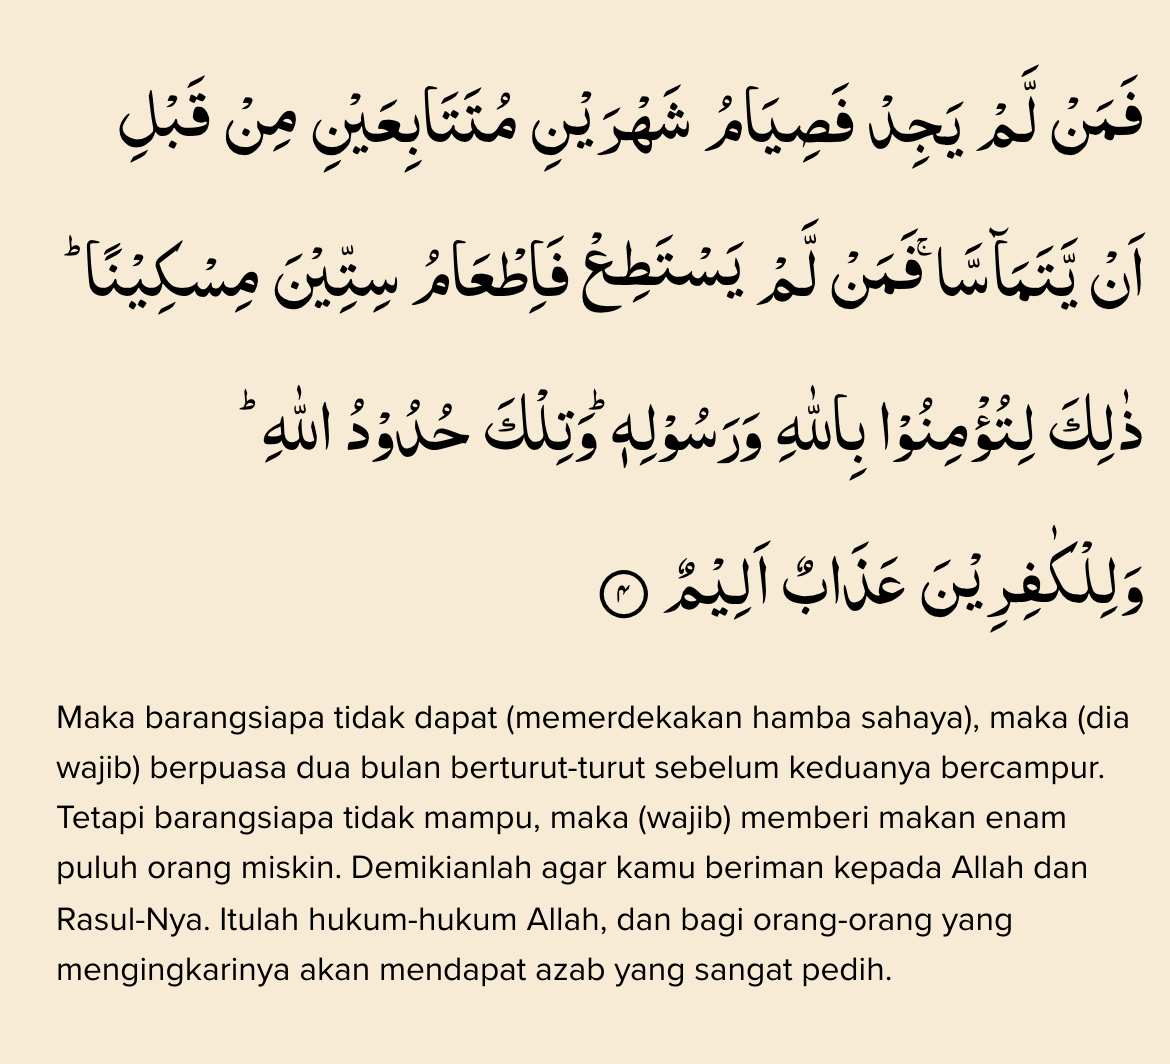 فَمَنْ لَّمْ يَجِدْ فَصِيَامُ شَهْرَيْنِ مُتَتَابِعَيْنِ مِنْ قَبْلِ
اَنْ يَّتَمَاۤسَّاۚ فَمَنْ لَّمْ يَسْتَطِعْ فَاِطْعَامُ سِتِّيْنَ مِسْكِيْنًاۗ
ذٰلِكَ لِتُؤْمِنُوْا بِاللّٰهِ وَرَسُوْلِهٖۗ وَتِلْكَ حُدُوْدُ اللّٰهِۗ
وَلِلْكٰفِرِيْنَ عَذَابٌ اَلِيْمٌ ۴
Maka barangsiapa tidak dapat (memerdekakan hamba sahaya), maka (dia
wajib) berpuasa dua bulan berturut-turut sebelum keduanya bercampur.
Tetapi barangsiapa tidak mampu, maka (wajib) memberi makan enam
puluh orang miskin. Demikianlah agar kamu beriman kepada Allah dan
Rasul-Nya. Itulah hukum-hukum Allah, dan bagi orang-orang yang
mengingkarinya akan mendapat azab yang sangat pedih.